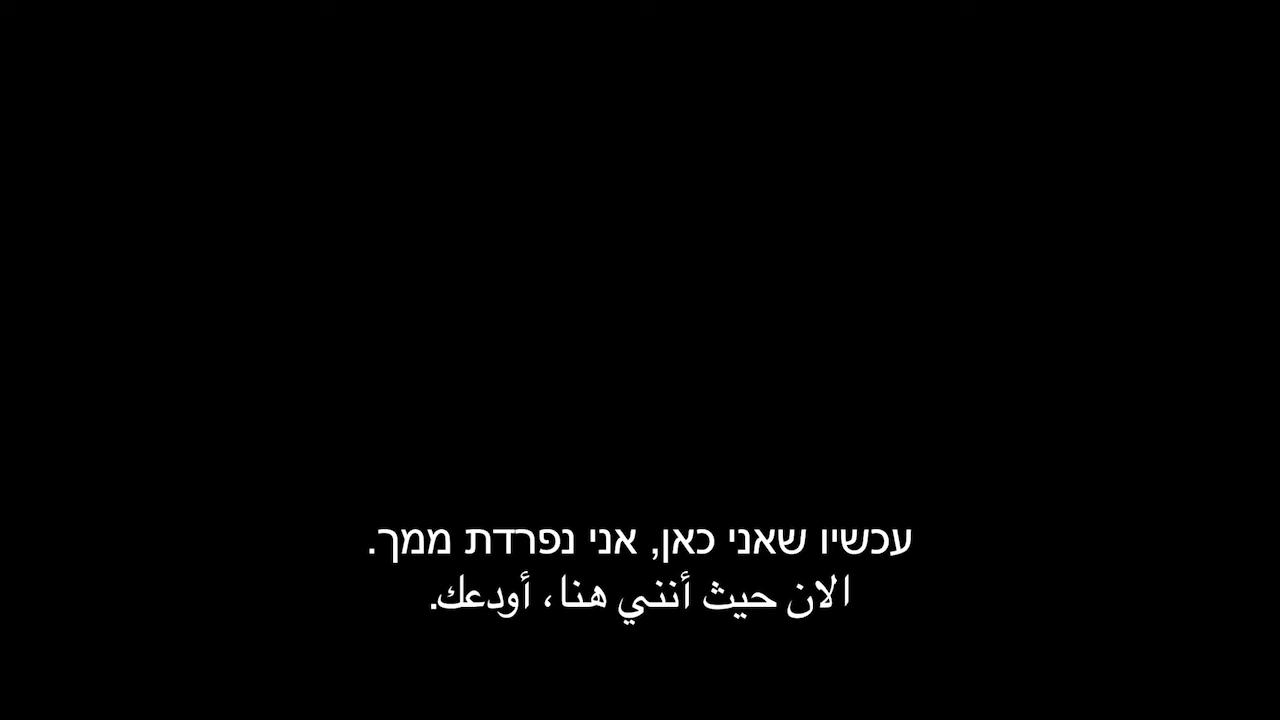 עכשיו שאני כאן, אני נפרדת ממך.
الان حيث أنني هنا، أودعك.